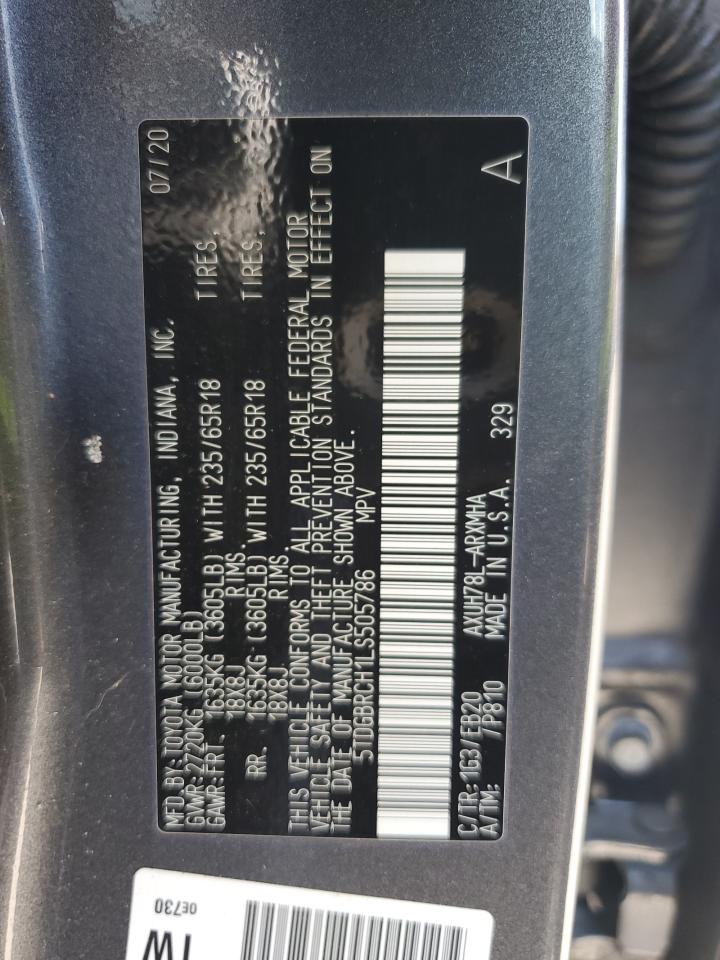 MFD.BY:TOYOTA MOTOR MANUFACTURING, INDIANA, INC. 07/20
GVWR:2720KG (6000LB)
GAWR:FRT. 1635KG (3605LB) WITH 235/65R18 TIRES,
18X8J RIMS.
RR. 1635KG (3605LB) WITH 235/65R18 TIRES,
18X8J RIMS.
THIS VEHICLE CONFORMS TO ALL APPLICABLE FEDERAL MOTOR
VEHICLE SAFETY AND THEFT PREVENTION STANDARDS IN EFFECT ON
THE DATE OF MANUFACTURE SHOWN ABOVE.
5TDGBRCH1LS505786 MPV
C/TR: 1G3/EB20 AXUH78L-ARXMHA
A/TM: /P810 MADE IN U.S.A. 329 A
0E730